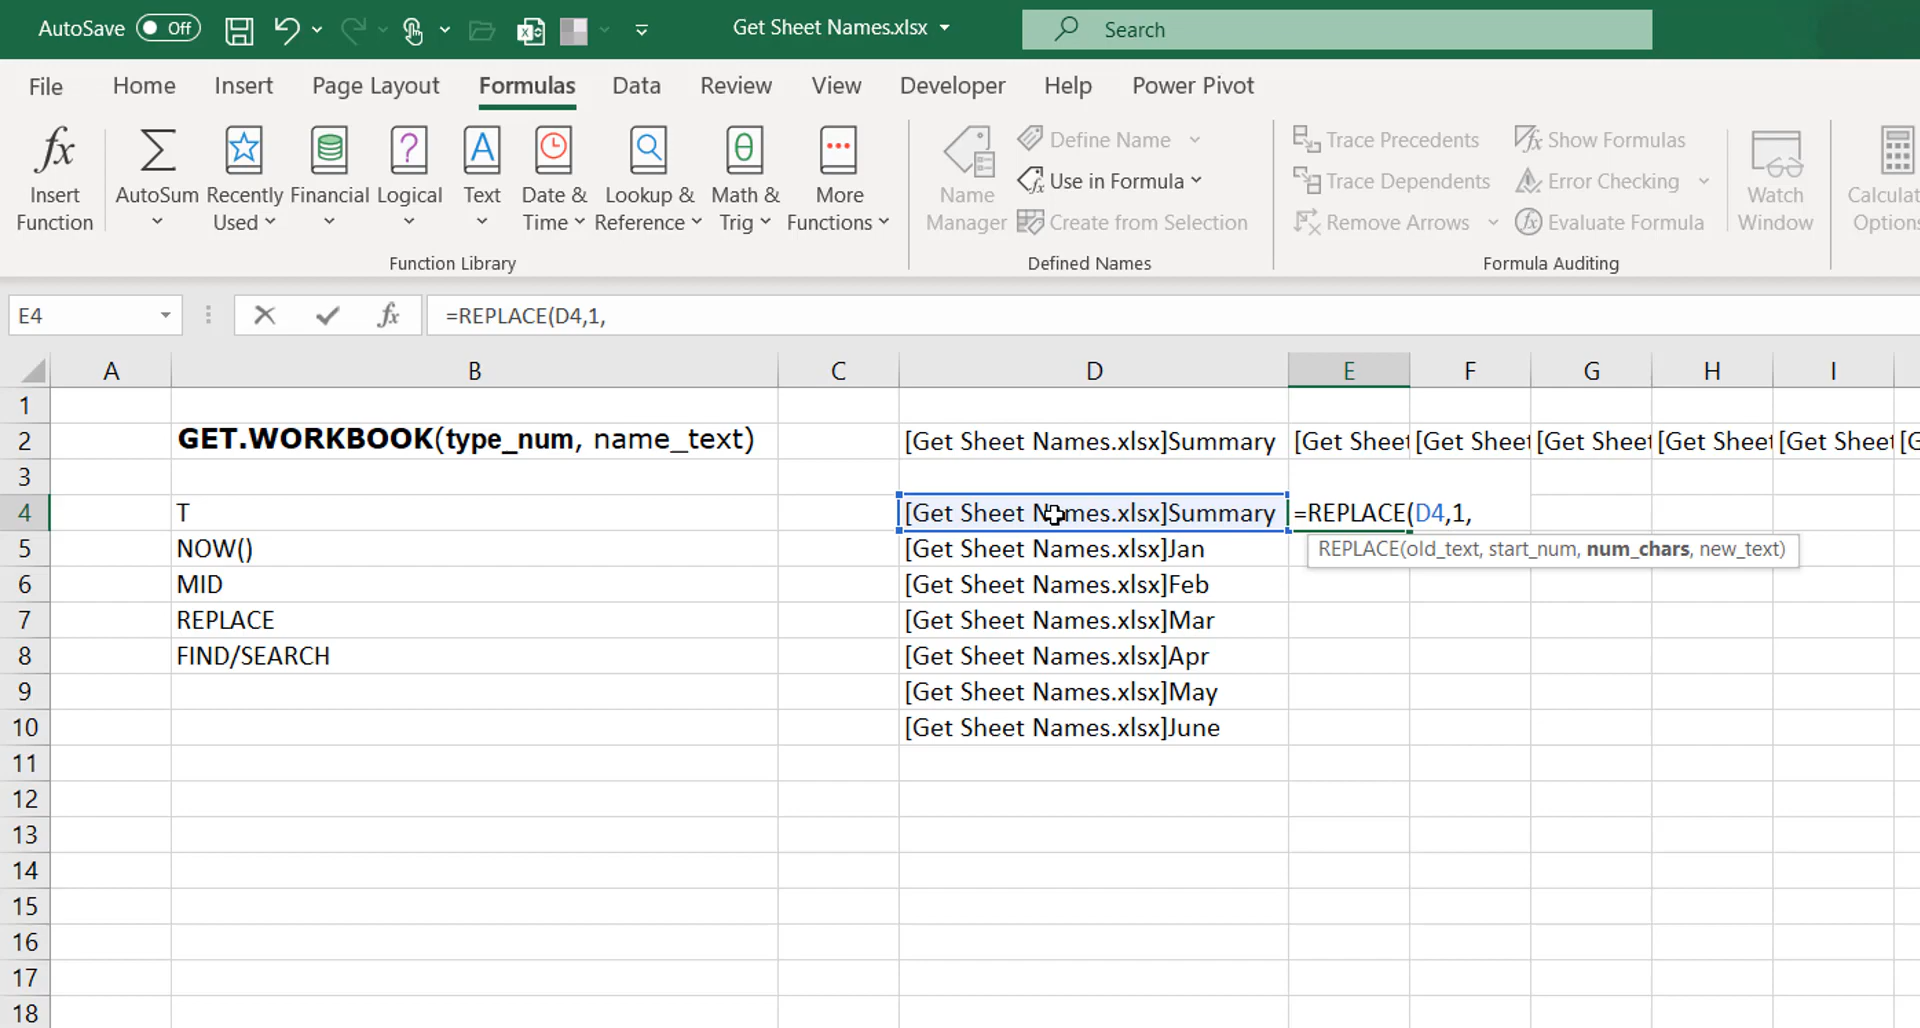 AutoSave Off Get Sheet Names.xlsx Search
File Home Insert Page Layout Formulas Data Review View Developer Help Power Pivot
Insert Function AutoSum Recently Used Financial Logical Text Date & Time Lookup & Reference Math & Trig More Functions
Function Library
Name Manager Define Name Use in Formula Create from Selection
Defined Names
Trace Precedents Trace Dependents Remove Arrows Show Formulas Error Checking Evaluate Formula Watch Window
Formula Auditing
Calculat Options
E4 fx =REPLACE(D4,1,
A B C D E F G H I
1
2 GET.WORKBOOK(type_num, name_text) [Get Sheet Names.xlsx]Summary [Get Sheet [Get Sheet [Get Sheet [Get Sheet [Get Sheet [G
3
4 T [Get Sheet Names.xlsx]Summary =REPLACE(D4,1,
REPLACE(old_text, start_num, num_chars, new_text)
5 NOW() [Get Sheet Names.xlsx]Jan
6 MID [Get Sheet Names.xlsx]Feb
7 REPLACE [Get Sheet Names.xlsx]Mar
8 FIND/SEARCH [Get Sheet Names.xlsx]Apr
9 [Get Sheet Names.xlsx]May
10 [Get Sheet Names.xlsx]June
11
12
13
14
15
16
17
18